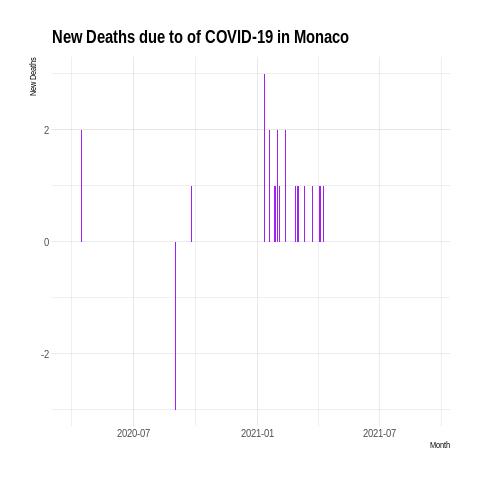 New Deaths due to of COVID-19 in Monaco
New Deaths
2
0
-2
2020-07 2021-01 2021-07
Month